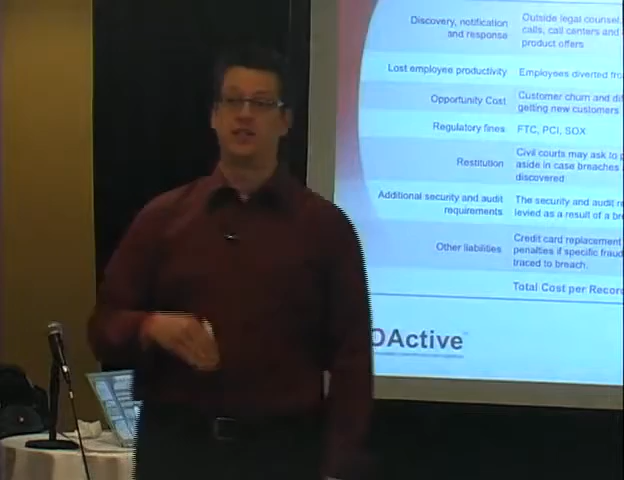 Discovery, notification
and response
Outside legal counsel,
calls, call centers and
product offers
Lost employee productivity
Employees diverted from
Opportunity Cost
Customer churn and
getting new customers
Regulatory fines
FTC, PCI, SOX
Restitution
Civil courts may ask to
aside in case breaches
discovered.
Additional security and audit
requirements
The security and audit
levied as a result of a
Other liabilities
Credit card replacement
penalties if specific
traced to breach.
Total Cost per Record
OActive